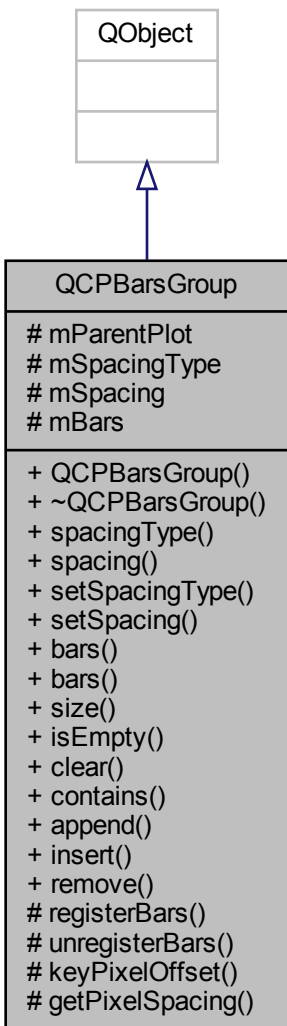 QObject
QCPBarsGroup
# mParentPlot
# mSpacingType
# mSpacing
# mBars
+ QCPBarsGroup()
+ ~QCPBarsGroup()
+ spacingType()
+ spacing()
+ setSpacingType()
+ setSpacing()
+ bars()
+ bars()
+ size()
+ isEmpty()
+ clear()
+ contains()
+ append()
+ insert()
+ remove()
# registerBars()
# unregisterBars()
# keyPixelOffset()
# getPixelSpacing()